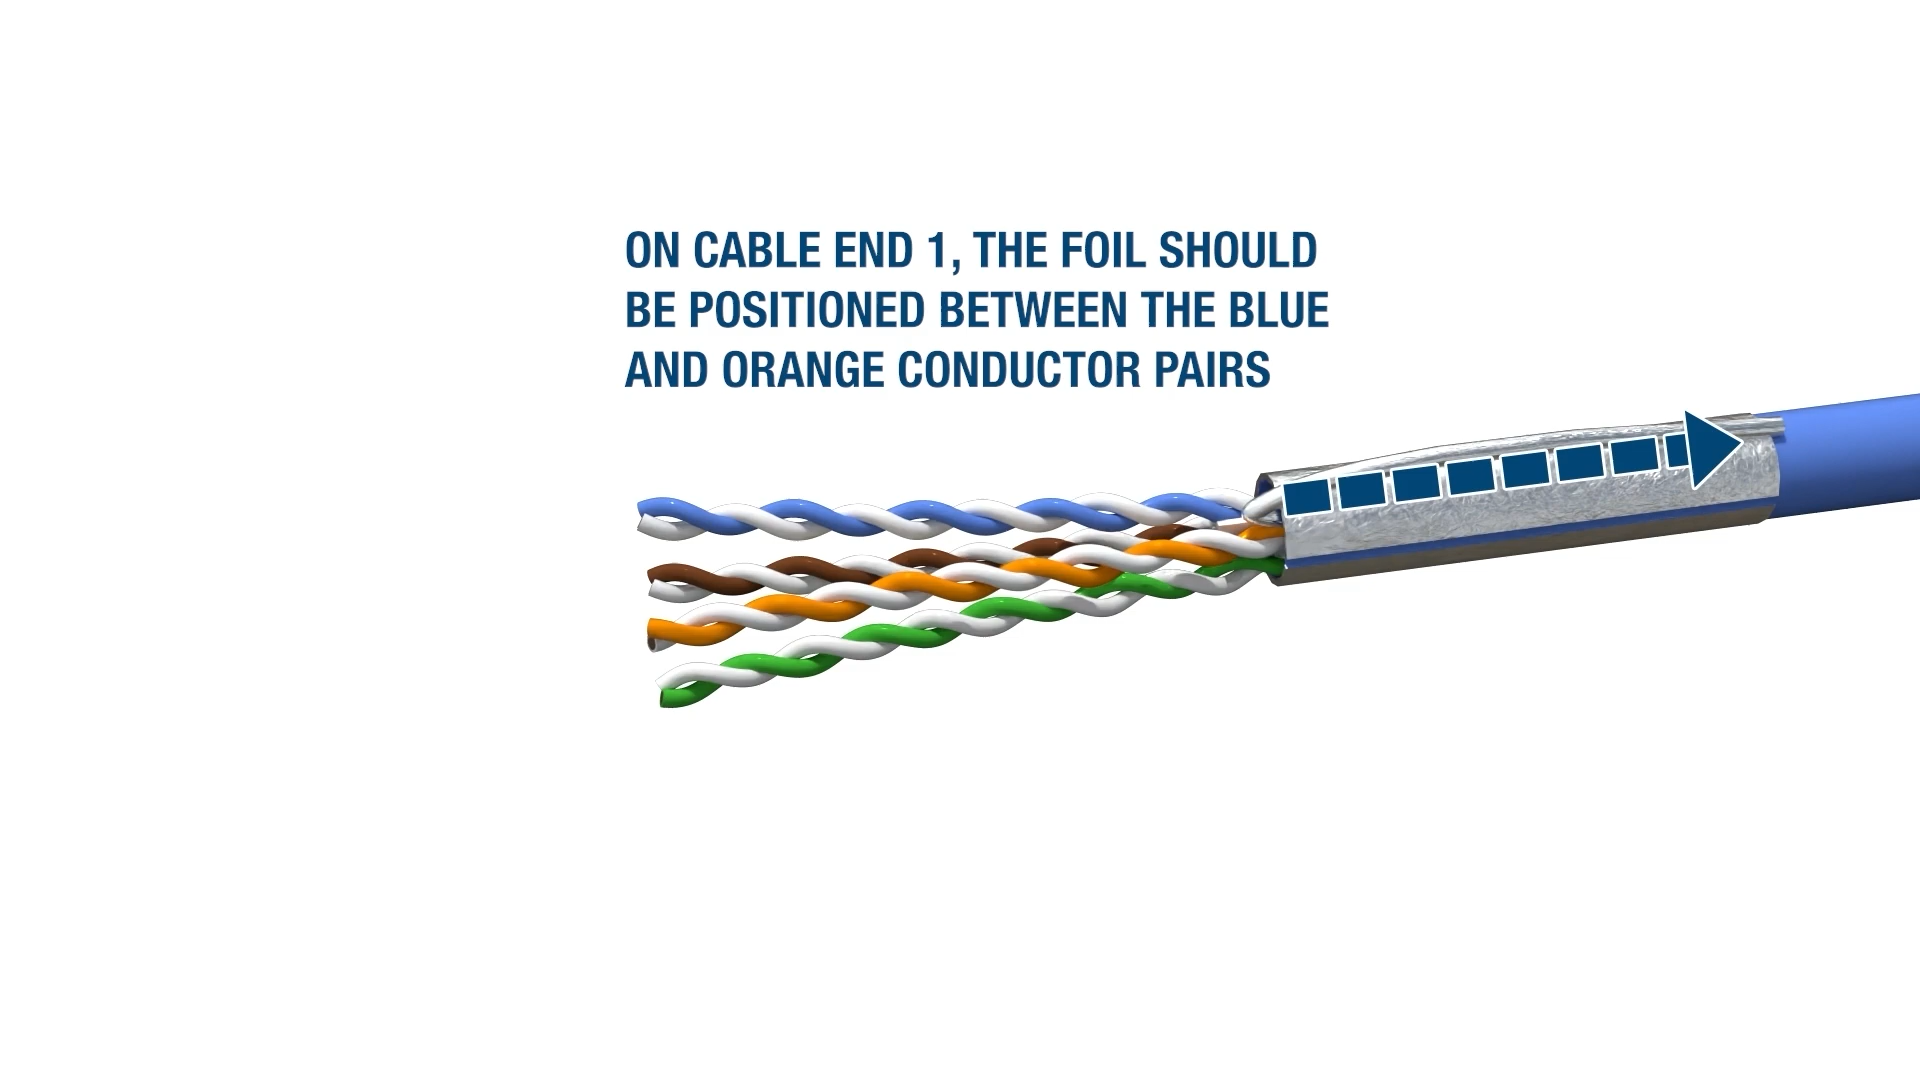 ON CABLE END 1, THE FOIL SHOULD
BE POSITIONED BETWEEN THE BLUE
AND ORANGE CONDUCTOR PAIRS